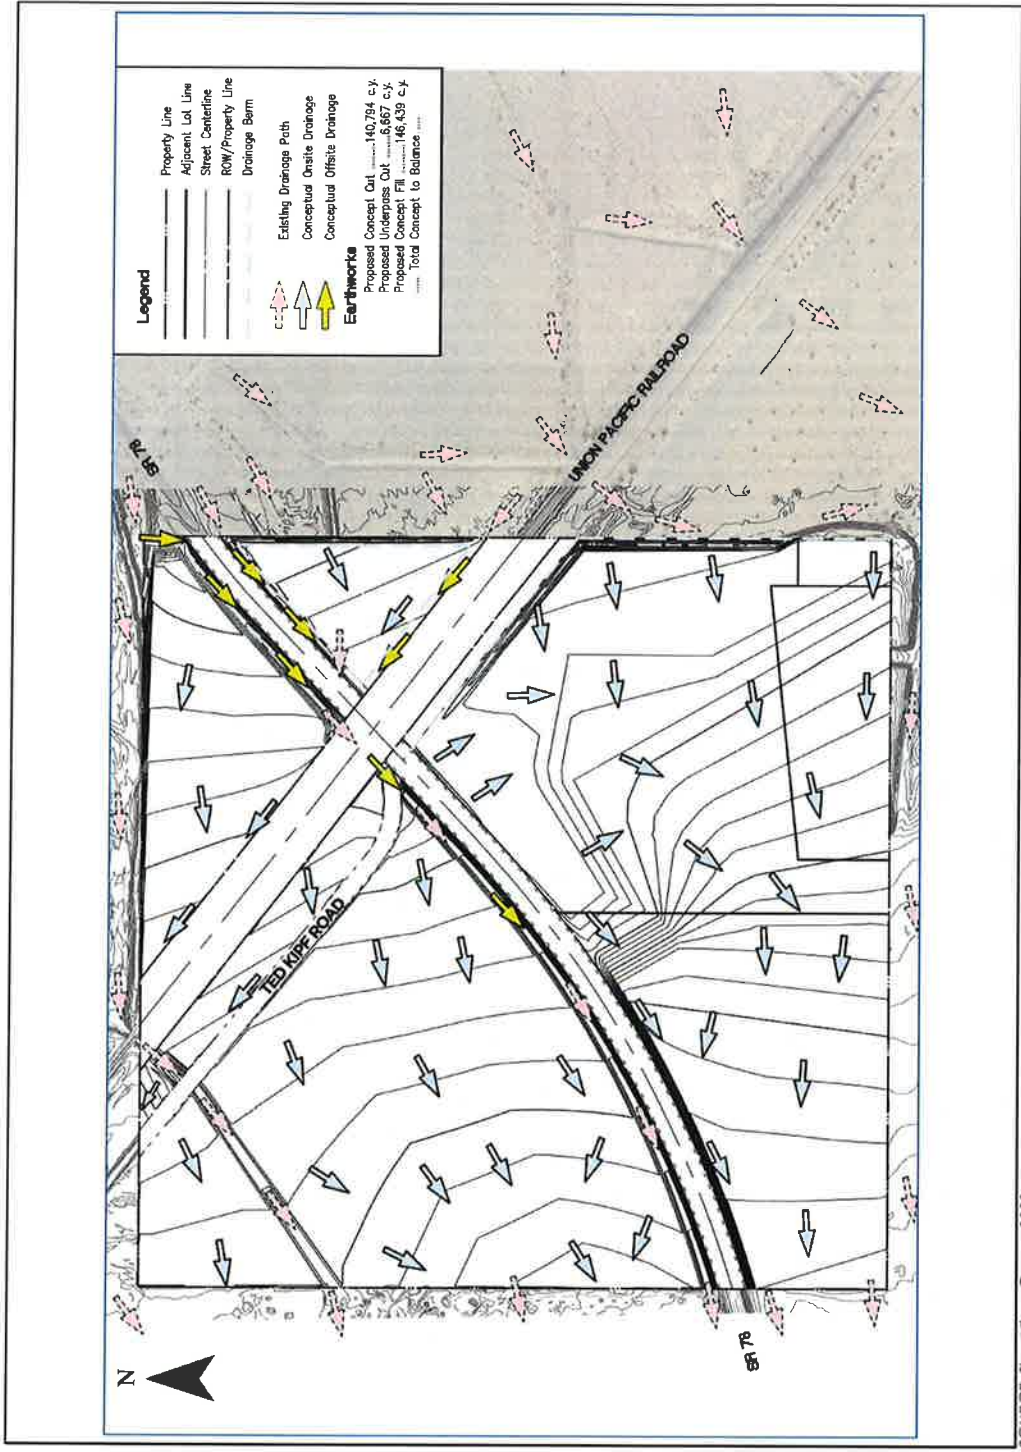 Legend
Property Line
Adjacent Lot Line
Street Centerline
ROW/Property Line
Drainage Berm
Existing Drainage Path
Conceptual Onsite Drainage
Conceptual Offsite Drainage
Earthworks
Proposed Concept Cut ........140,794 c.y.
Proposed Underpass Cut ........6,667 c.y.
Proposed Concept Fill ........146,439 c.y.
Total Concept to Balance
SR 78
UNION PACIFIC RAILROAD
TED KIPF ROAD
SR 78
N